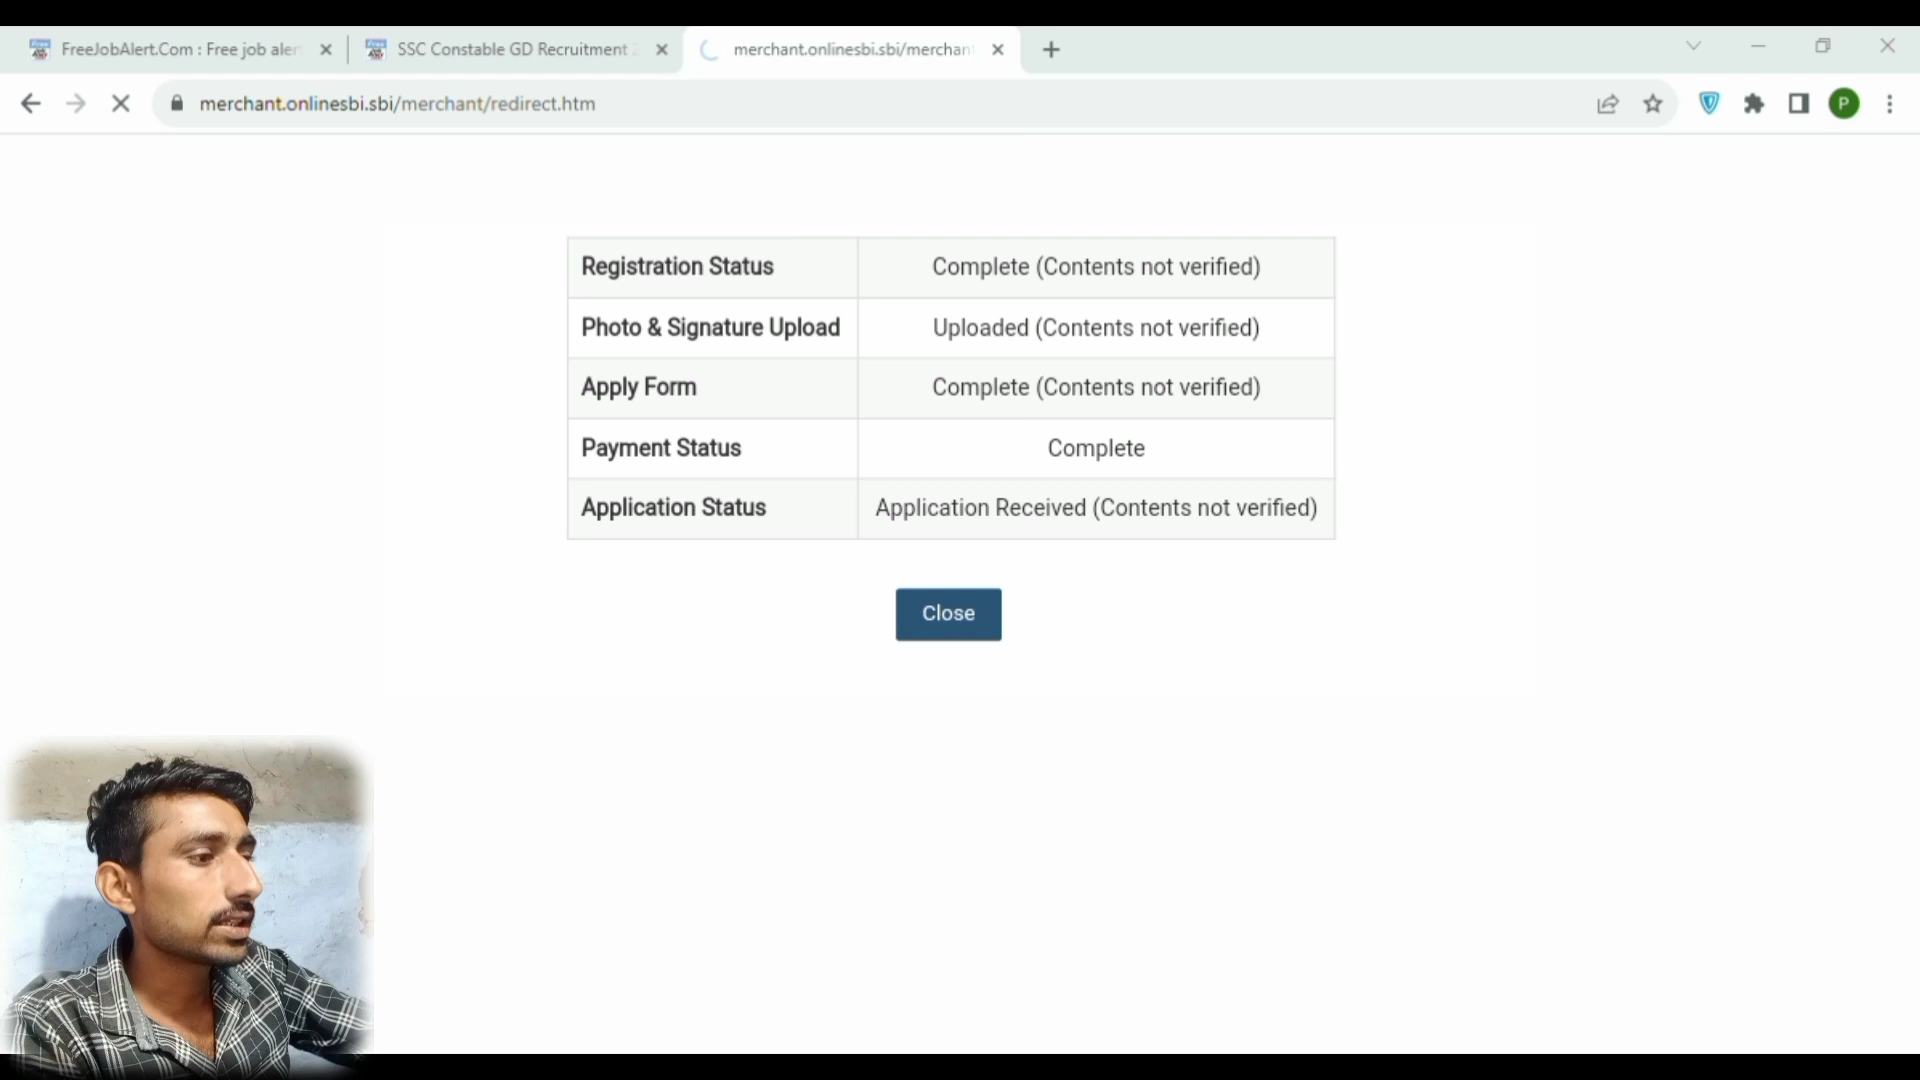 FreeJobAlert.Com : Free job aler
SSC Constable GD Recruitment 2
merchant.onlinesbi.sbi/merchan
merchant.onlinesbi.sbi/merchant/redirect.htm
P
Registration Status Complete (Contents not verified)
Photo & Signature Upload Uploaded (Contents not verified)
Apply Form Complete (Contents not verified)
Payment Status Complete
Application Status Application Received (Contents not verified)
Close